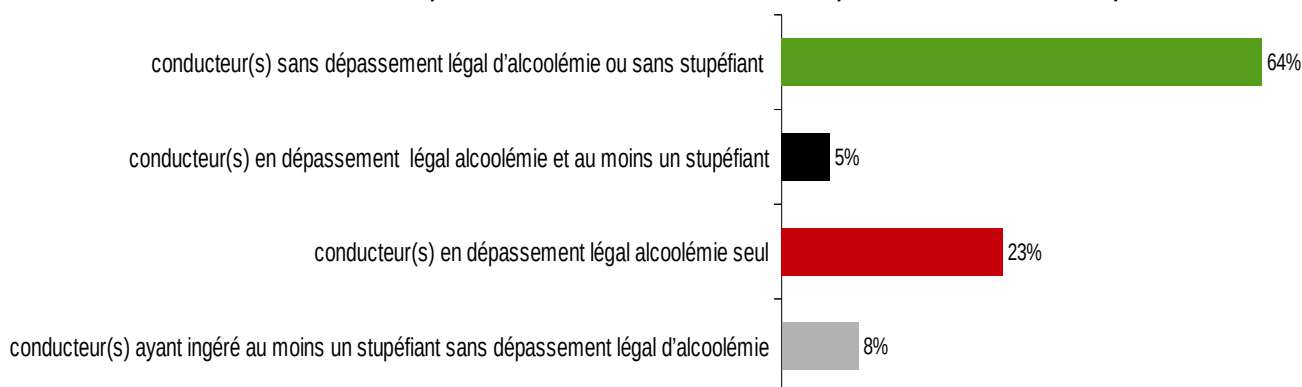 conducteur(s) sans dépassement légal d’alcoolémie ou sans stupéfiant 64%
conducteur(s) en dépassement  légal alcoolémie et au moins un stupéfiant 5%
conducteur(s) en dépassement légal alcoolémie seul 23%
conducteur(s) ayant ingéré au moins un stupéfiant sans dépassement légal d’alcoolémie 8%